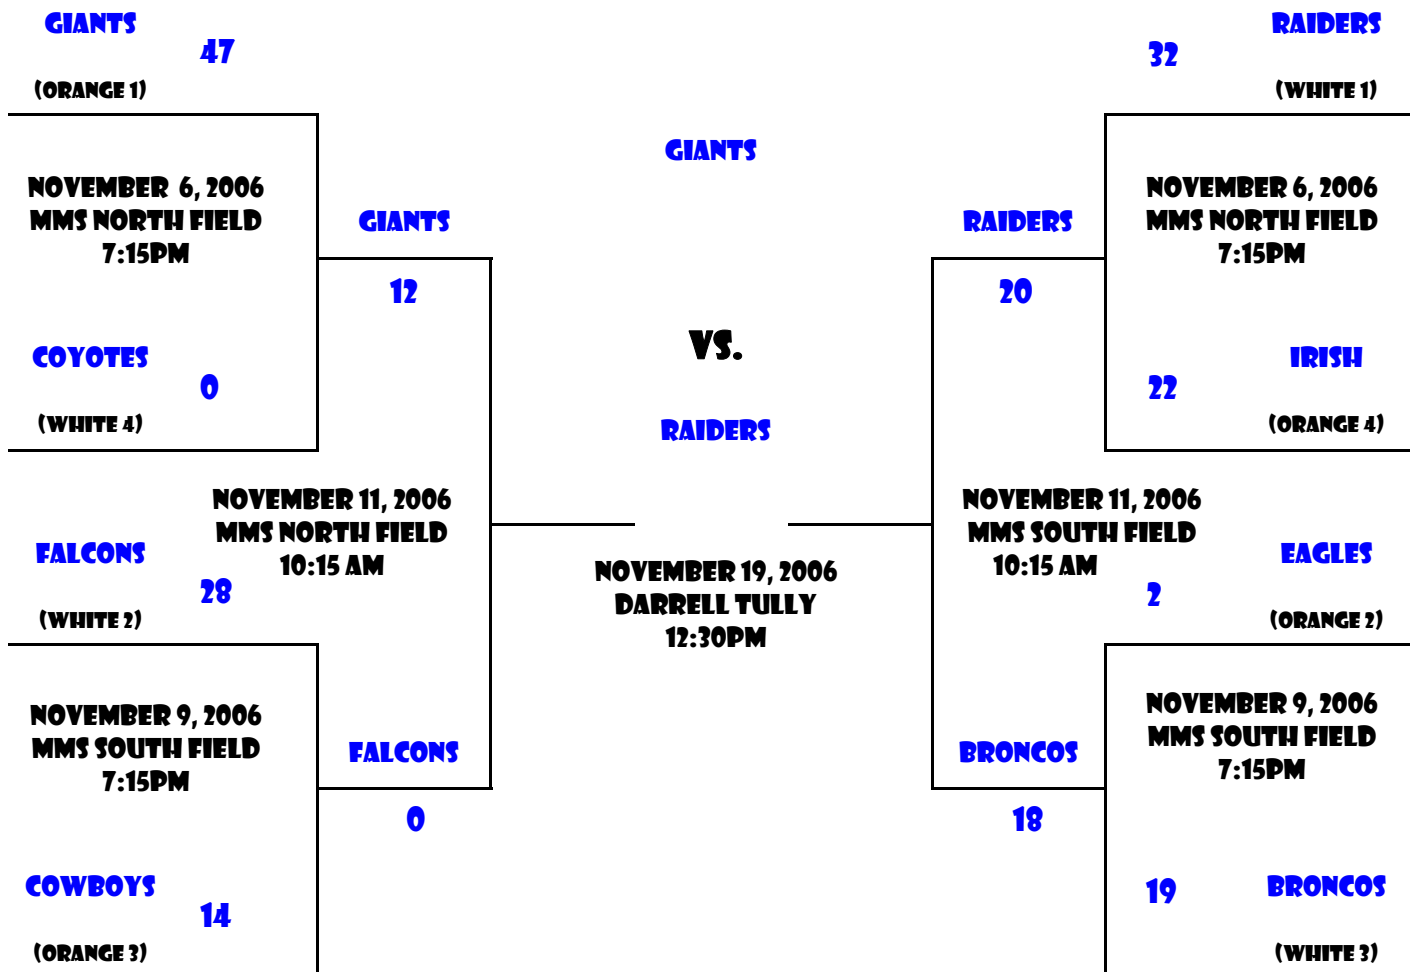 GIANTS
47
(ORANGE 1)
NOVEMBER 6, 2006
MMS NORTH FIELD
7:15PM
COYOTES
0
(WHITE 4)
FALCONS
28
(WHITE 2)
NOVEMBER 9, 2006
MMS SOUTH FIELD
7:15PM
COWBOYS
14
(ORANGE 3)
GIANTS
12
NOVEMBER 11, 2006
MMS NORTH FIELD
10:15 AM
FALCONS
0
GIANTS
VS.
RAIDERS
NOVEMBER 19, 2006
DARRELL TULLY
12:30PM
RAIDERS
20
NOVEMBER 11, 2006
MMS SOUTH FIELD
10:15 AM
BRONCOS
18
RAIDERS
32
(WHITE 1)
NOVEMBER 6, 2006
MMS NORTH FIELD
7:15PM
IRISH
22
(ORANGE 4)
EAGLES
2
(ORANGE 2)
NOVEMBER 9, 2006
MMS SOUTH FIELD
7:15PM
19 BRONCOS
(WHITE 3)